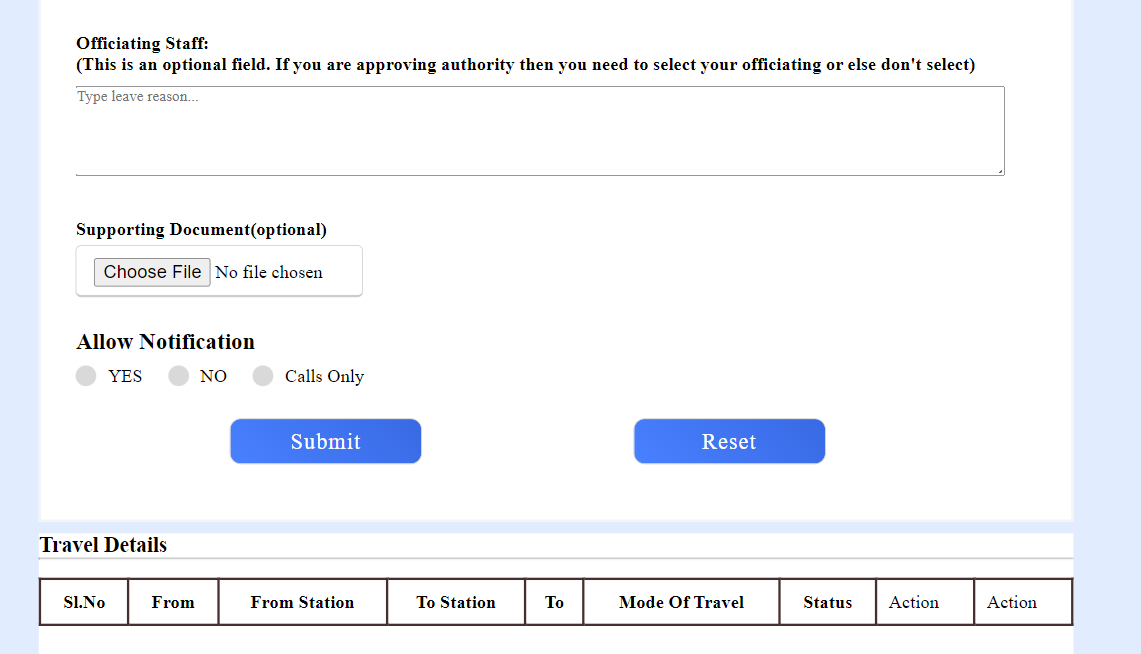 Officiating Staff:
(This is an optional field. If you are approving authority then you need to select your officiating or else don't select)
Type leave reason...
Supporting Document(optional)
Choose File No file chosen
Allow Notification
YES NO Calls Only
Submit Reset
Travel Details
Sl.No From From Station To Station To Mode Of Travel Status Action Action